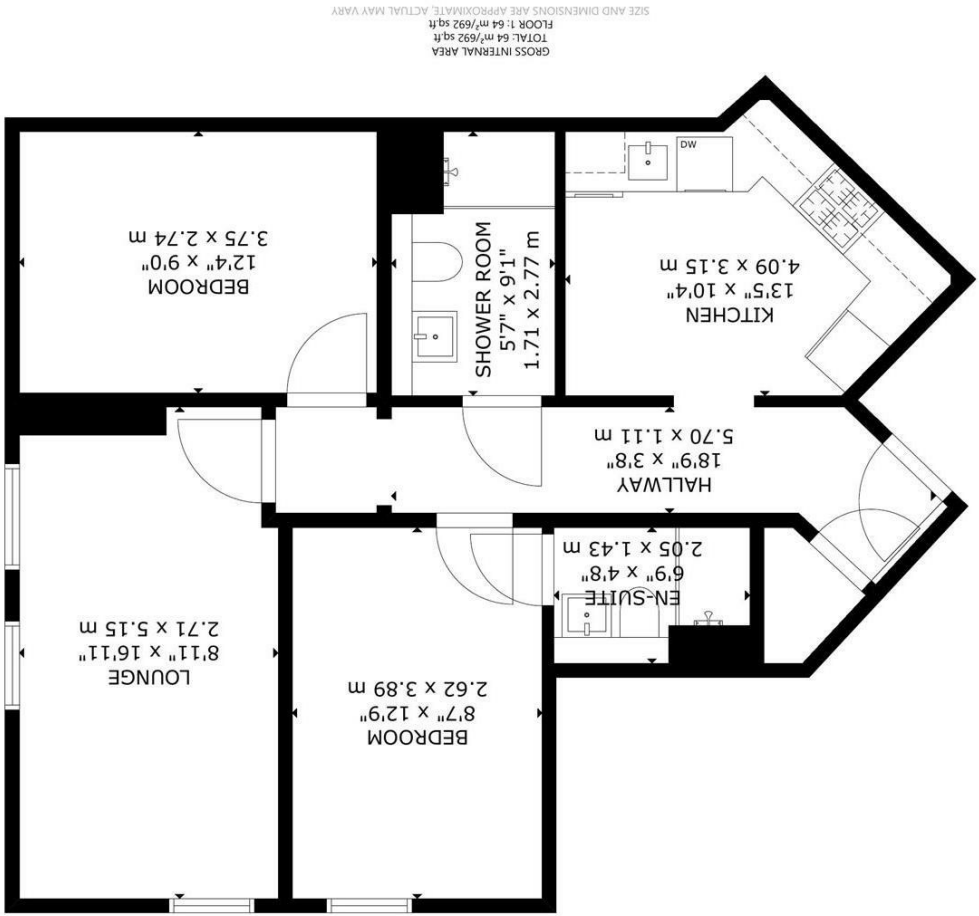 BEDROOM
8'7" x 12'9"
2.62 x 3.89 m
LOUNGE
8'11" x 16'11"
2.71 x 5.15 m
EN-SUITE
6'9" x 4'8"
2.05 x 1.43 m
HALLWAY
18'9" x 3'8"
5.70 x 1.11 m
KITCHEN
13'5" x 10'4"
4.09 x 3.15 m
SHOWER ROOM
5'7" x 9'1"
1.71 x 2.77 m
BEDROOM
12'4" x 9'0"
3.75 x 2.74 m
DW
GROSS INTERNAL AREA
TOTAL: 64 m²/692 sq.ft
FLOOR 1: 64 m²/692 sq.ft
SIZE AND DIMENSIONS ARE APPROXIMATE, ACTUAL MAY VARY